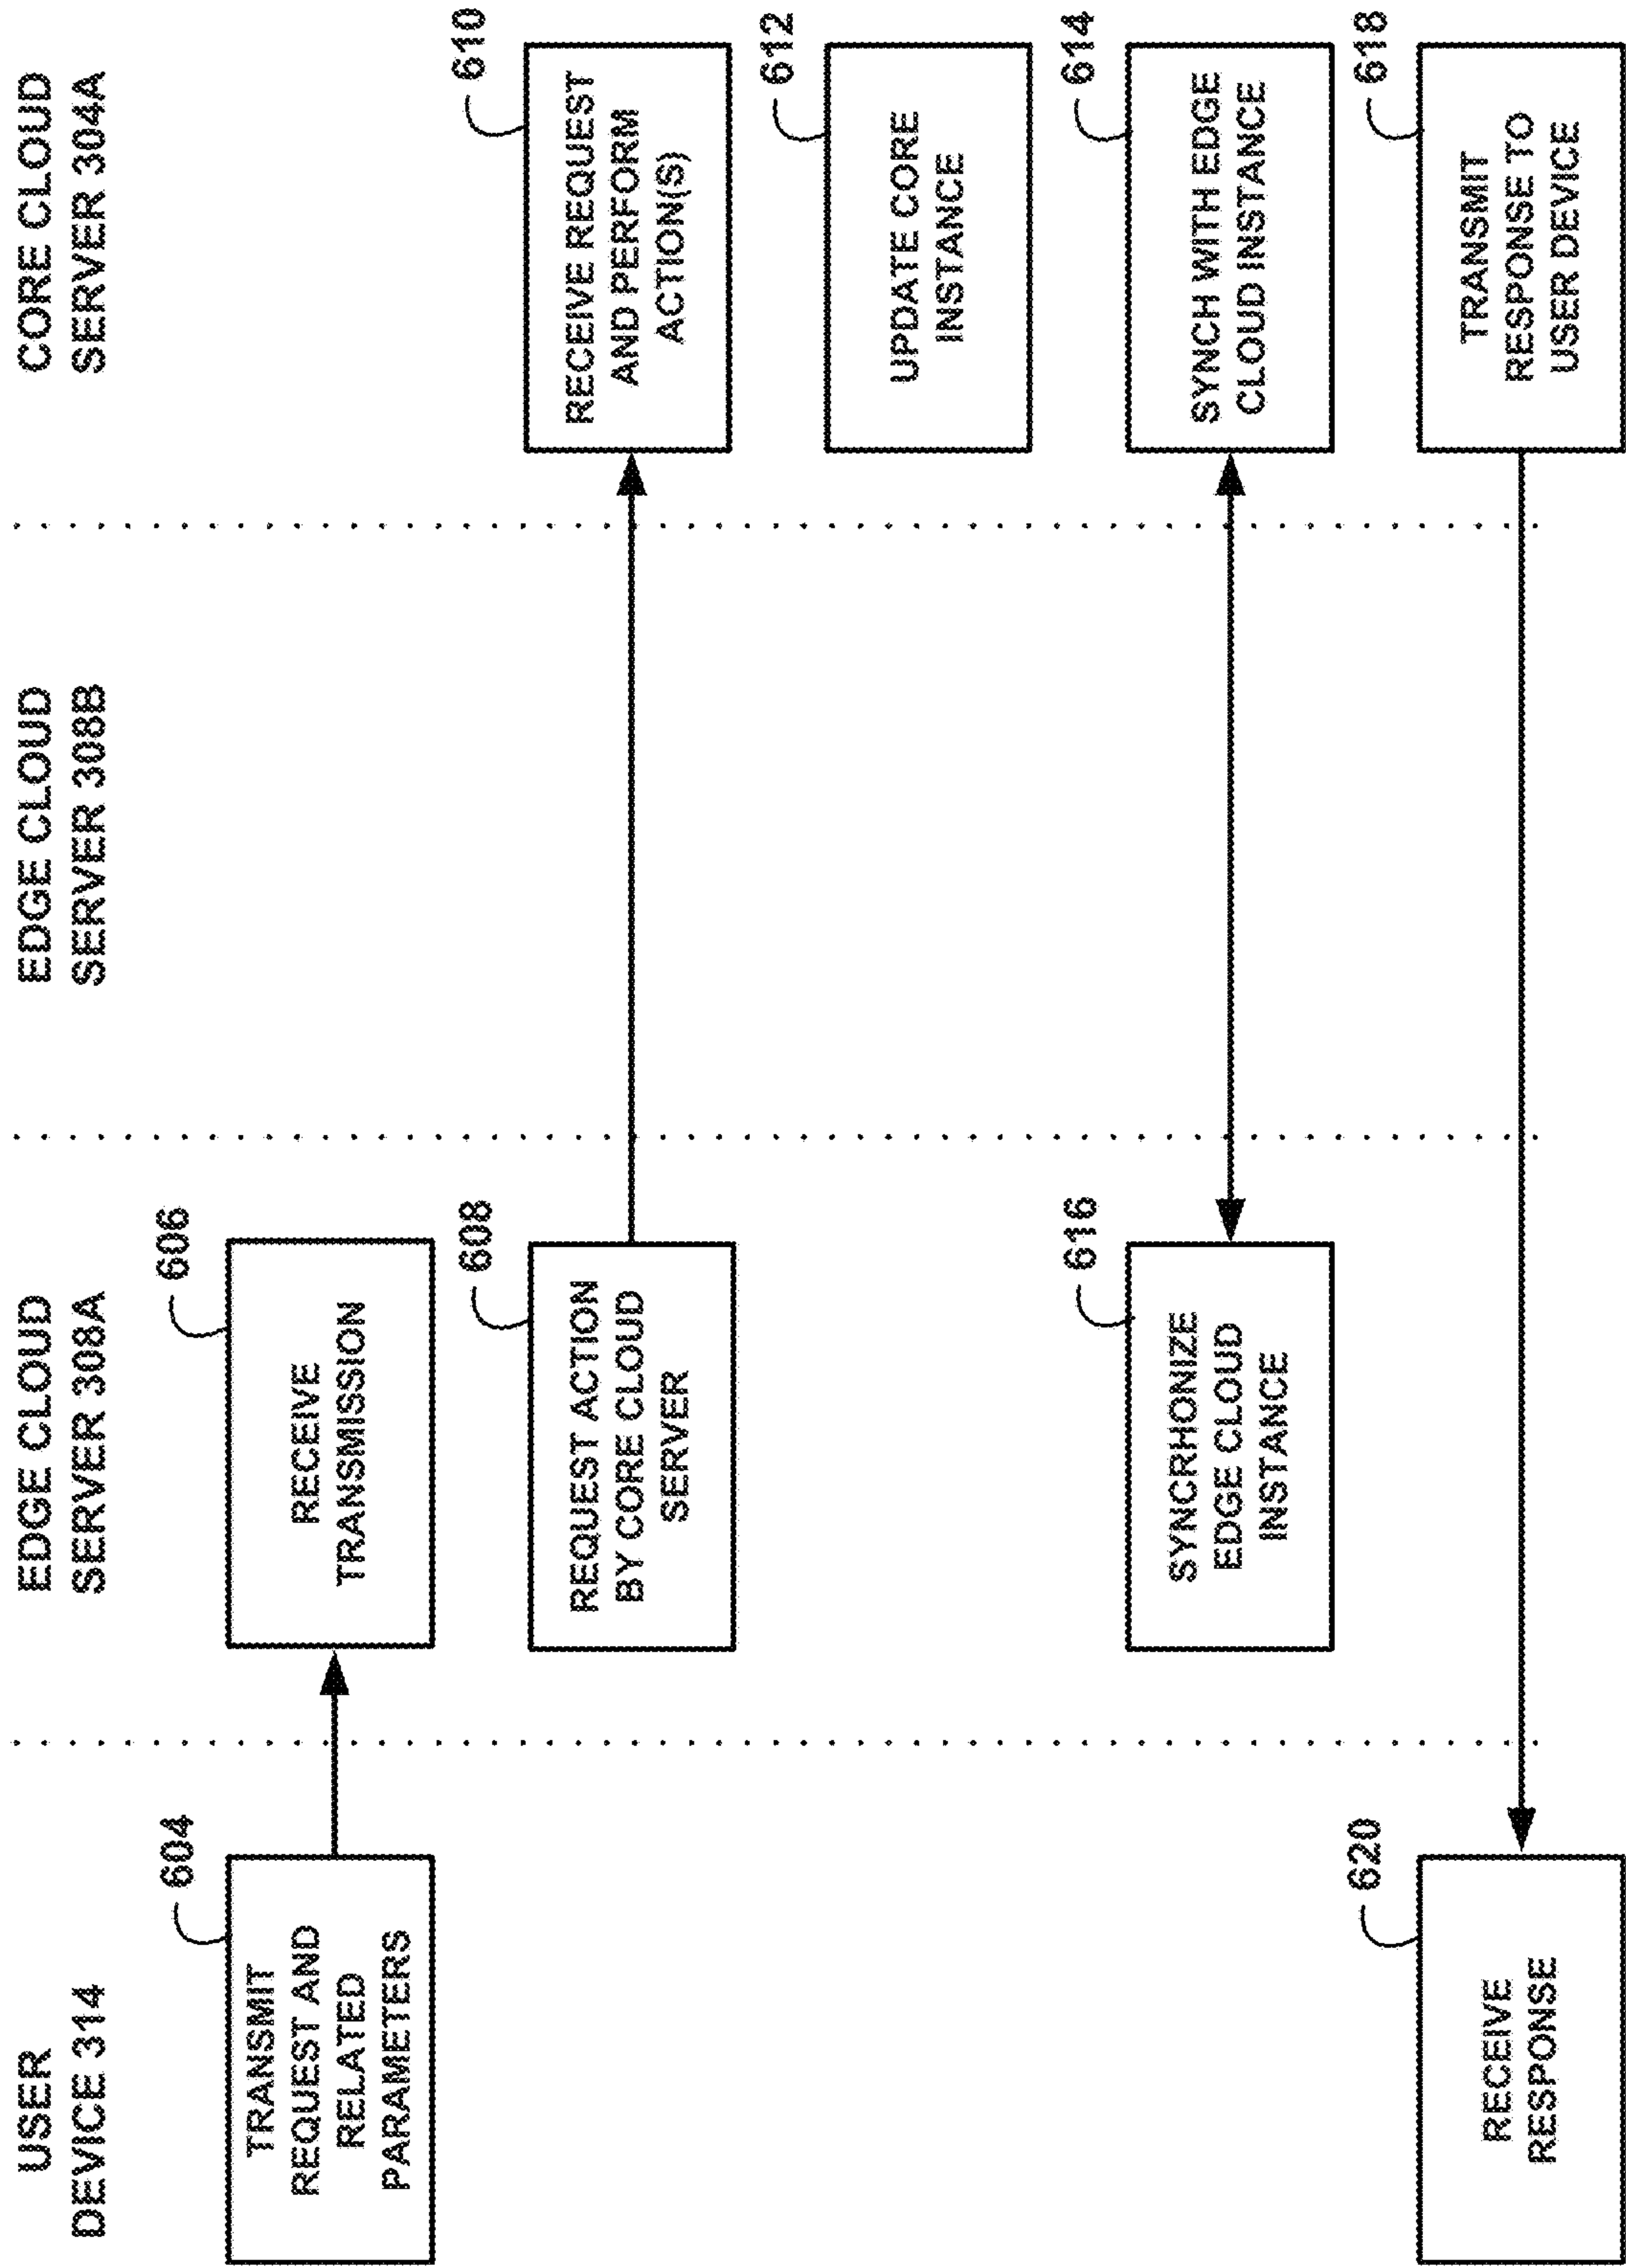 USER
DEVICE 314
EDGE CLOUD
SERVER 308A
EDGE CLOUD
SERVER 308B
CORE CLOUD
SERVER 304A
604
TRANSMIT
REQUEST AND
RELATED
PARAMETERS
606
RECEIVE
TRANSMISSION
608
REQUEST ACTION
BY CORE CLOUD
SERVER
610
RECEIVE REQUEST
AND PERFORM
ACTION(S)
612
UPDATE CORE
INSTANCE
616
SYNCRHONIZE
EDGE CLOUD
INSTANCE
614
SYNCH WITH EDGE
CLOUD INSTANCE
620
RECEIVE
RESPONSE
618
TRANSMIT
RESPONSE TO
USER DEVICE